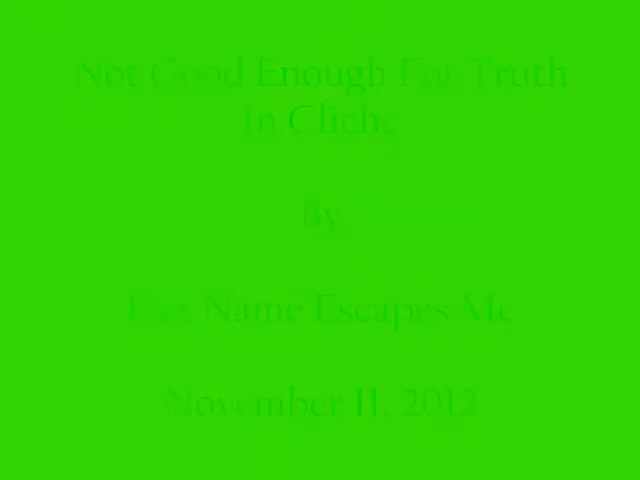 Not Good Enough For Truth
In Cliche
By
Her Name Escapes Me
November 11, 2012